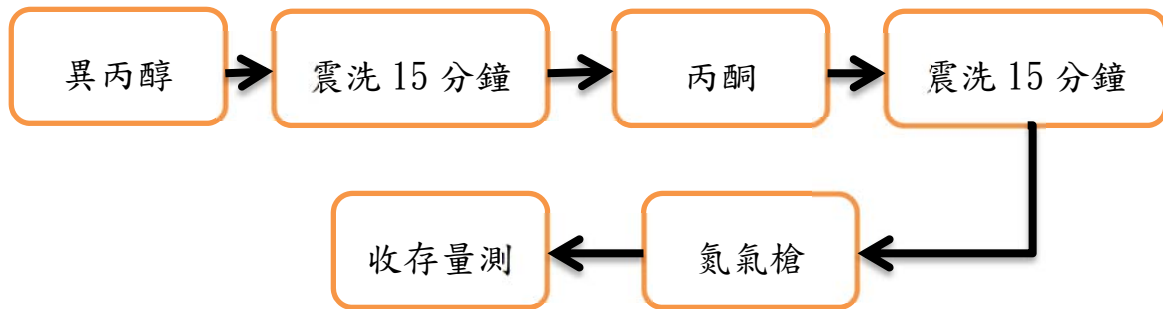 異丙醇
震洗 15 分鐘
丙酮
震洗 15 分鐘
氮氣槍
收存量測